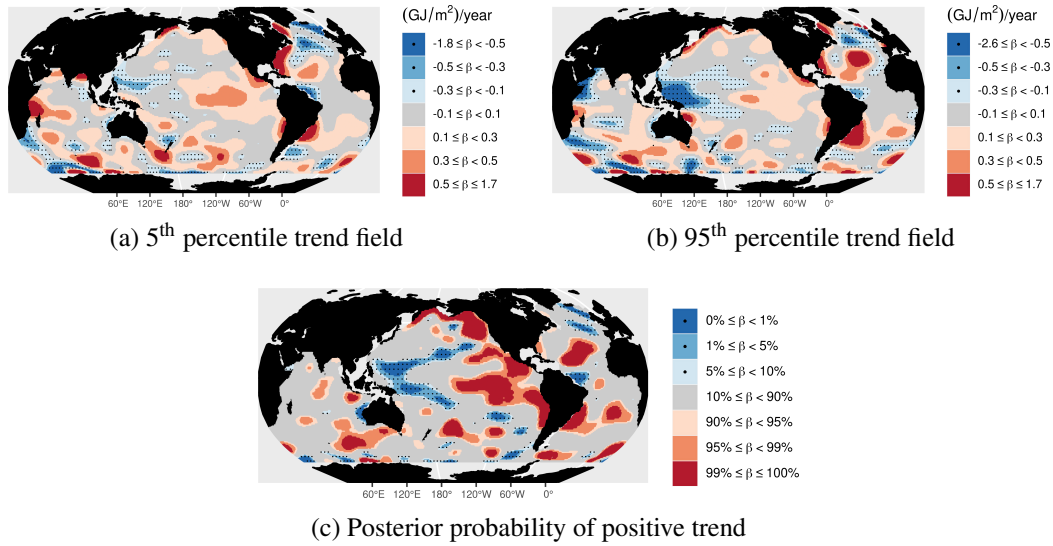 (GJ/m²)/year
-1.8 ≤ β < -0.5
-0.5 ≤ β < -0.3
-0.3 ≤ β < -0.1
-0.1 ≤ β < 0.1
0.1 ≤ β < 0.3
0.3 ≤ β < 0.5
0.5 ≤ β ≤ 1.7
60°E 120°E 180° 120°W 60°W 0°
(a) 5th percentile trend field
(GJ/m²)/year
-2.6 ≤ β < -0.5
-0.5 ≤ β < -0.3
-0.3 ≤ β < -0.1
-0.1 ≤ β < 0.1
0.1 ≤ β < 0.3
0.3 ≤ β < 0.5
0.5 ≤ β ≤ 1.7
60°E 120°E 180° 120°W 60°W 0°
(b) 95th percentile trend field
0% ≤ β < 1%
1% ≤ β < 5%
5% ≤ β < 10%
10% ≤ β < 90%
90% ≤ β < 95%
95% ≤ β < 99%
99% ≤ β ≤ 100%
60°E 120°E 180° 120°W 60°W 0°
(c) Posterior probability of positive trend